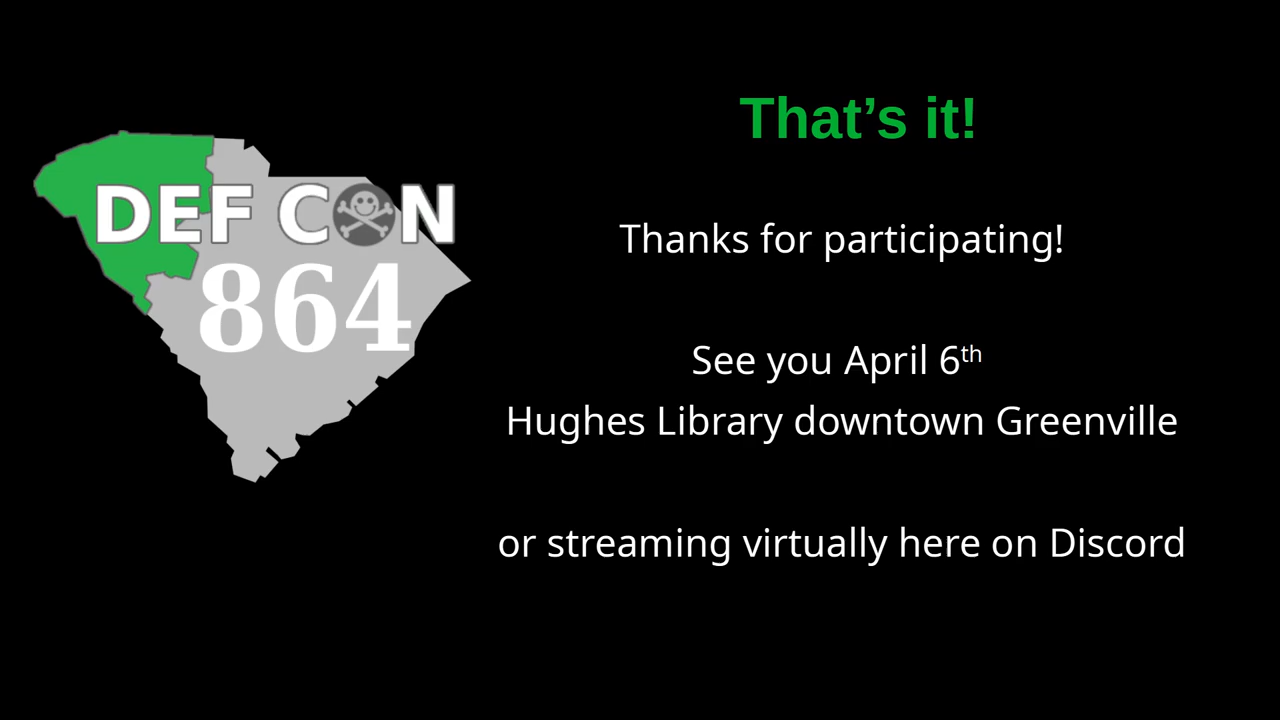 DEF CON
864
That’s it!
Thanks for participating!
See you April 6th
Hughes Library downtown Greenville
or streaming virtually here on Discord